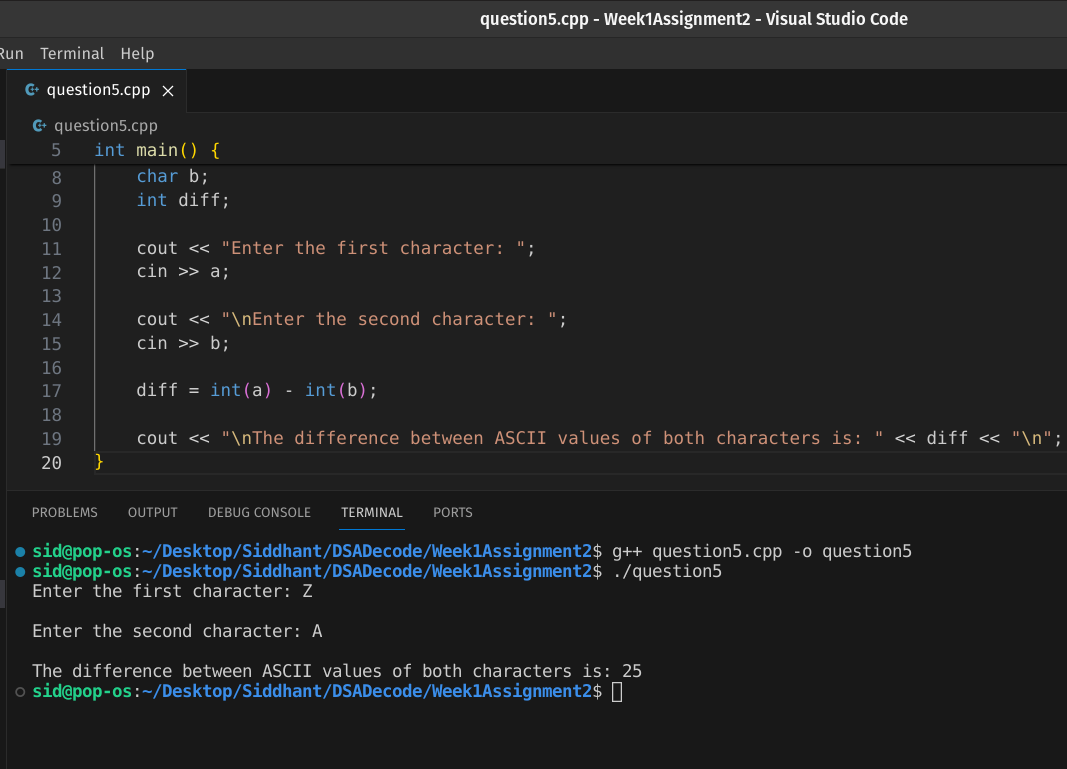 question5.cpp - Week1Assignment2 - Visual Studio Code
Run Terminal Help
question5.cpp
question5.cpp
5 int main() {
8 char b;
9 int diff;
10
11 cout << "Enter the first character: ";
12 cin >> a;
13
14 cout << "\nEnter the second character: ";
15 cin >> b;
16
17 diff = int(a) - int(b);
18
19 cout << "\nThe difference between ASCII values of both characters is: " << diff << "\n";
20 }
PROBLEMS OUTPUT DEBUG CONSOLE TERMINAL PORTS
sid@pop-os:~/Desktop/Siddhant/DSADecode/Week1Assignment2$ g++ question5.cpp -o question5
sid@pop-os:~/Desktop/Siddhant/DSADecode/Week1Assignment2$ ./question5
Enter the first character: Z
Enter the second character: A
The difference between ASCII values of both characters is: 25
sid@pop-os:~/Desktop/Siddhant/DSADecode/Week1Assignment2$